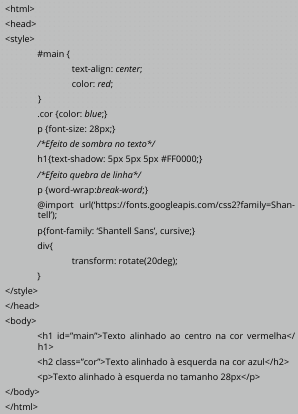 <html>
<head>
<style>
#main {
text-align: center;
color: red;
}
.cor {color: blue;}
p {font-size: 28px;}
/*Efeito de sombra no texto*/
h1{text-shadow: 5px 5px 5px #FF0000;}
/*Efeito quebra de linha*/
p {word-wrap:break-word;}
@import url(‘https://fonts.googleapis.com/css2?family=Shan-
tell’);
p{font-family: ‘Shantell Sans’, cursive;}
div{
transform: rotate(20deg);
}
</style>
</head>
<body>
<h1 id=”main”>Texto alinhado ao centro na cor vermelha</
h1>
<h2 class=”cor”>Texto alinhado à esquerda na cor azul</h2>
<p>Texto alinhado à esquerda no tamanho 28px</p>
</body>
</html>